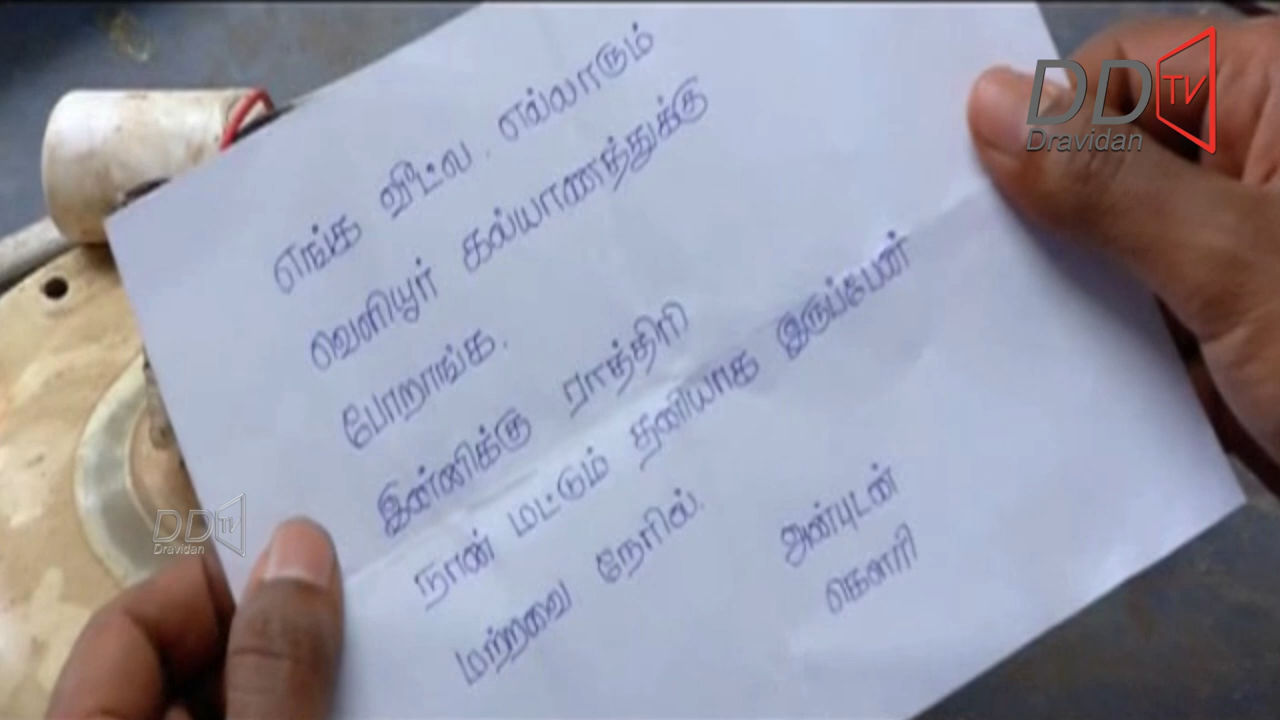 எங்க வீட்ல. எல்லாரும்
வெளியூர் கல்யாணத்துக்கு
போறாங்க.
இன்னிக்கு ராத்திரி
நான் மட்டும் தனியாக இருப்பேன்
மற்றவை நேரில்.
அன்புடன்
கௌரி
DD TV
Dravidan
DD TV
Dravidan